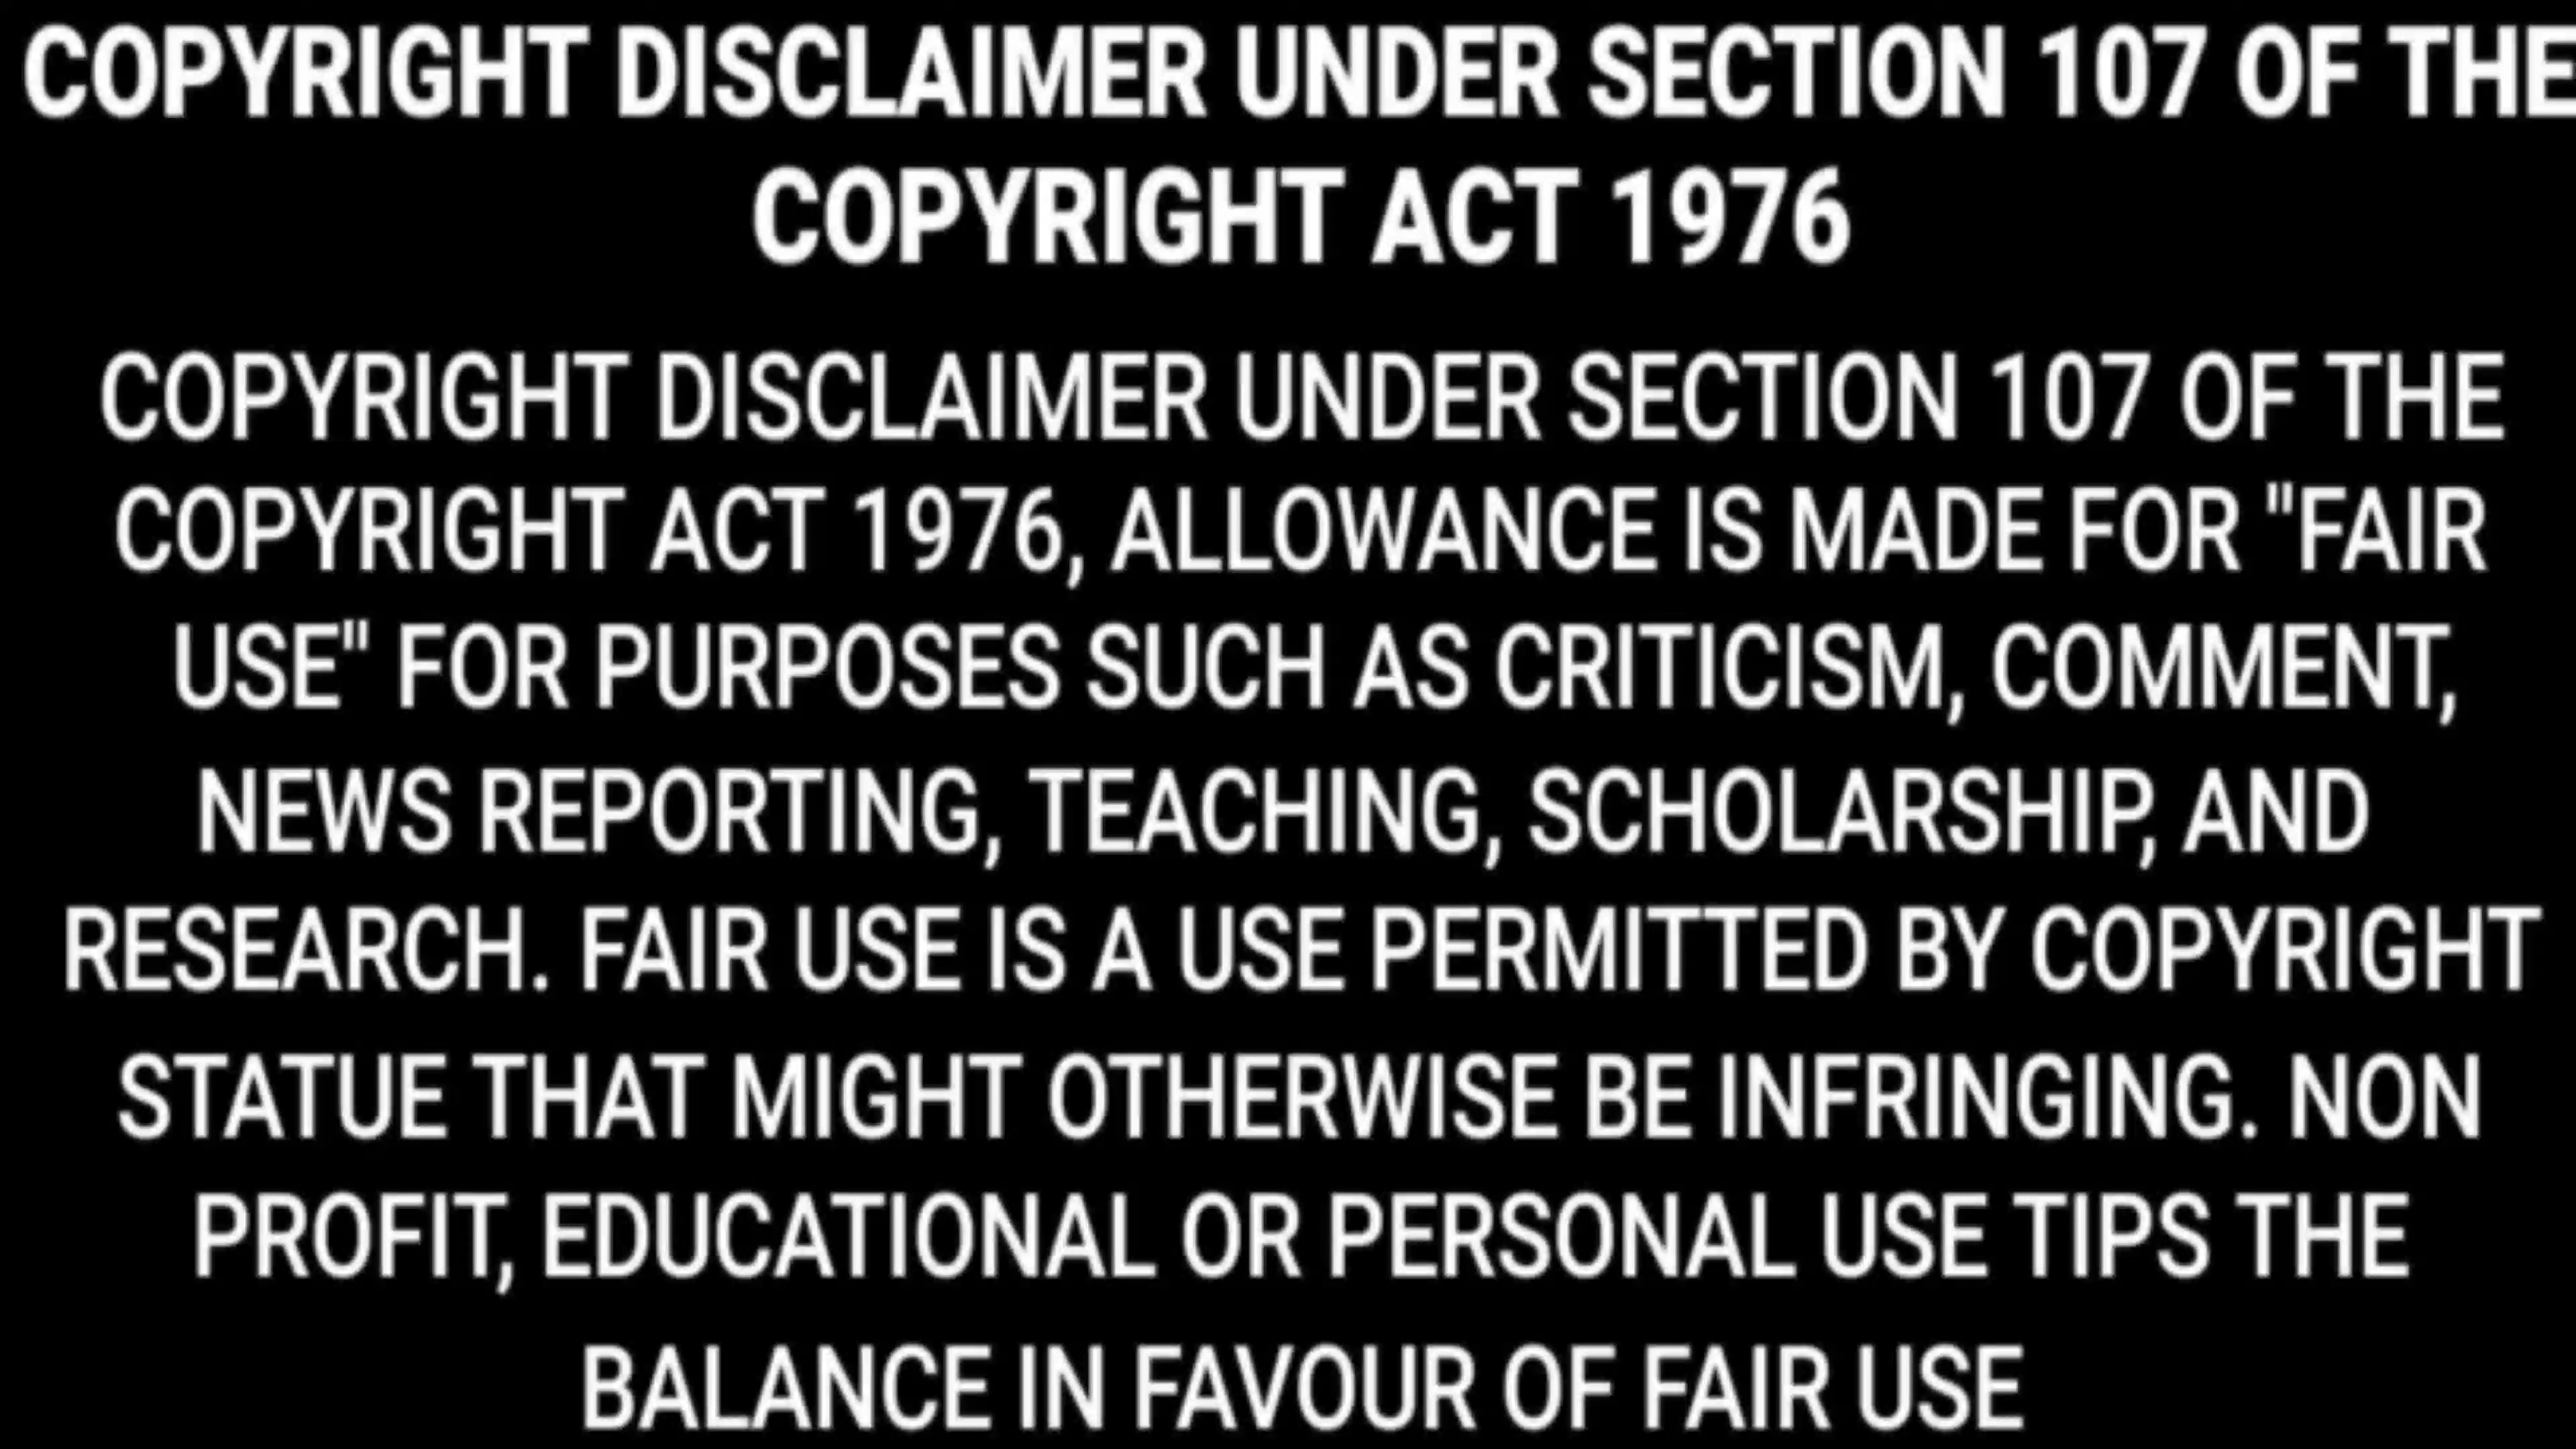 COPYRIGHT DISCLAIMER UNDER SECTION 107 OF THE
COPYRIGHT ACT 1976
COPYRIGHT DISCLAIMER UNDER SECTION 107 OF THE
COPYRIGHT ACT 1976, ALLOWANCE IS MADE FOR "FAIR
USE" FOR PURPOSES SUCH AS CRITICISM, COMMENT,
NEWS REPORTING, TEACHING, SCHOLARSHIP, AND
RESEARCH. FAIR USE IS A USE PERMITTED BY COPYRIGHT
STATUE THAT MIGHT OTHERWISE BE INFRINGING. NON
PROFIT, EDUCATIONAL OR PERSONAL USE TIPS THE
BALANCE IN FAVOUR OF FAIR USE